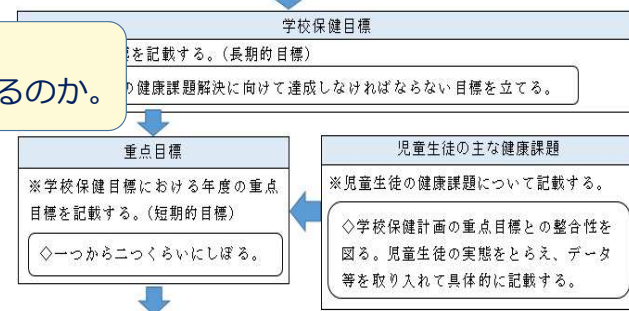 学校保健目標
を記載する。(長期的目標)
の健康課題解決に向けて達成しなければならない目標を立てる。
るのか。
重点目標
※学校保健目標における年度の重点
目標を記載する。(短期的目標)
◇一つから二つくらいにしぼる。
児童生徒の主な健康課題
※児童生徒の健康課題について記載する。
◇学校保健計画の重点目標との整合性を
図る。児童生徒の実態をとらえ、データ
等を取り入れて具体的に記載する。